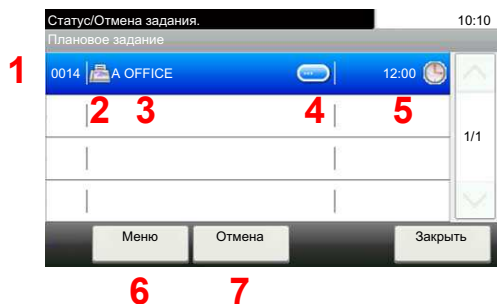 Статус/Отмена задания. 10:10
Плановое задание
1 0014 A OFFICE 12:00
2 3 4 5
1/1
Меню Отмена Закрыть
6 7